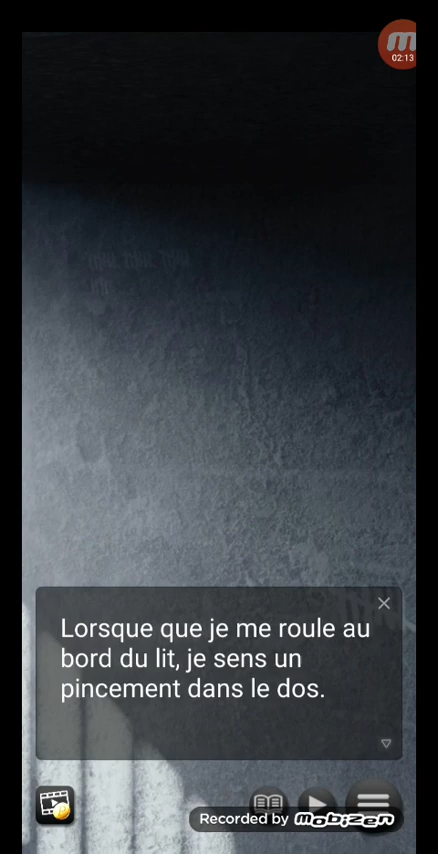 02:13
Lorsque que je me roule au
bord du lit, je sens un
pincement dans le dos.
Recorded by mobizen